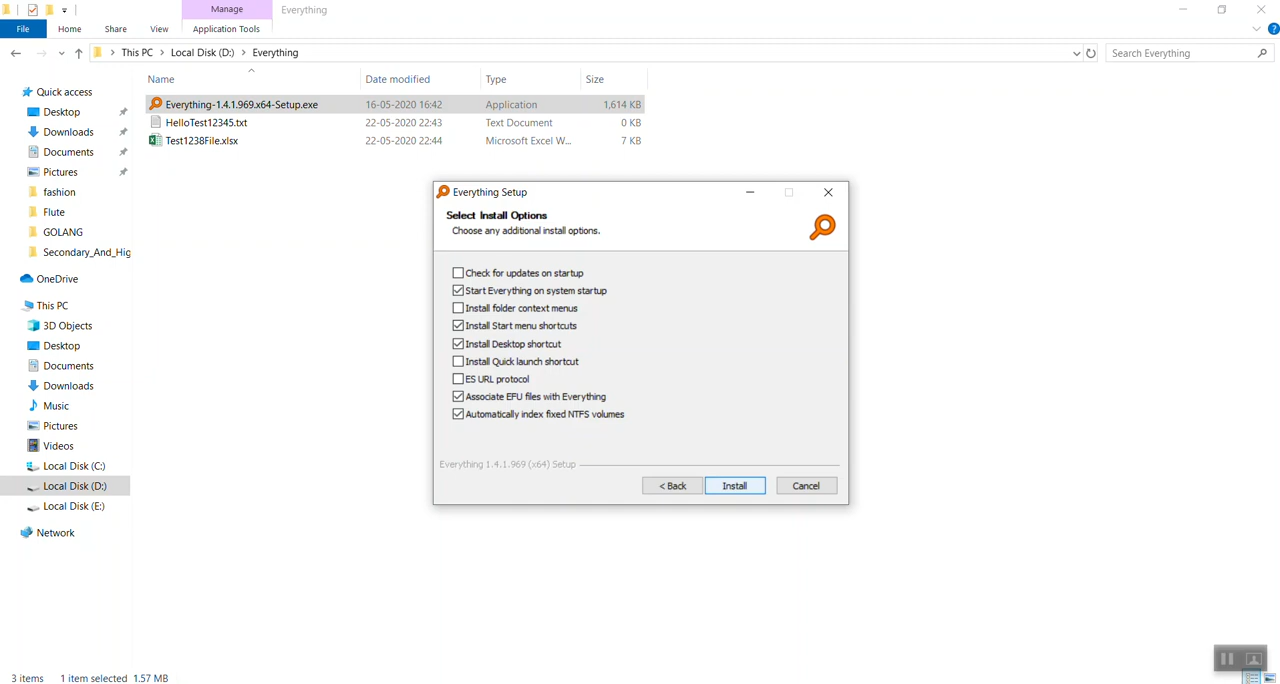 Manage
Everything
File
Home
Share
View
Application Tools
This PC
Local Disk (D:)
Everything
Search Everything
Name
Date modified
Type
Size
Quick access
Desktop
Downloads
Documents
Pictures
fashion
Flute
GOLANG
Secondary_And_Hig
OneDrive
This PC
3D Objects
Desktop
Documents
Downloads
Music
Pictures
Videos
Local Disk (C:)
Local Disk (D:)
Local Disk (E:)
Network
Everything-1.4.1.969.x64-Setup.exe 16-05-2020 16:42 Application 1,614 KB
HelloTest12345.txt 22-05-2020 22:43 Text Document 0 KB
Test1238File.xlsx 22-05-2020 22:44 Microsoft Excel W... 7 KB
Everything Setup
Select Install Options
Choose any additional install options.
Check for updates on startup
Start Everything on system startup
Install folder context menus
Install Start menu shortcuts
Install Desktop shortcut
Install Quick launch shortcut
ES URL protocol
Associate EFU files with Everything
Automatically index fixed NTFS volumes
Everything 1.4.1.969 (x64) Setup
< Back
Install
Cancel
3 items
1 item selected 1.57 MB